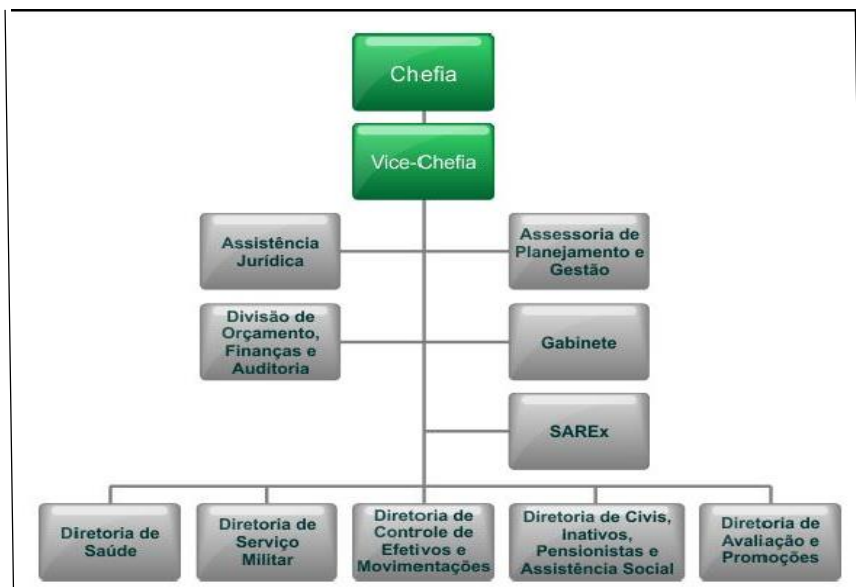 Chefia
Vice-Chefia
Assistência
Jurídica
Assessoria de
Planejamento e
Gestão
Divisão de
Orçamento,
Finanças e
Auditoria
Gabinete
SAREx
Diretoria de
Saúde
Diretoria de
Serviço
Militar
Diretoria de
Controle de
Efetivos e
Movimentações
Diretoria de Civis,
Inativos,
Pensionistas e
Assistência Social
Diretoria de
Avaliação e
Promoções